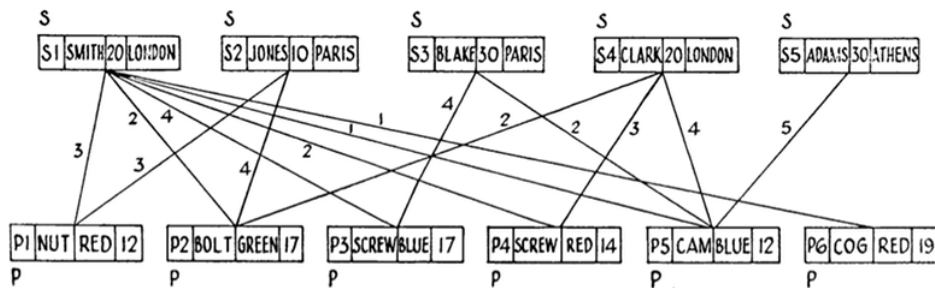 S S S S S
S1 SMITH 20 LONDON S2 JONES 10 PARIS S3 BLAKE 30 PARIS S4 CLARK 20 LONDON S5 ADAMS 30 ATHENS
4
2 4 1 1 2 2 3 4 5
3 3 4 2
P1 NUT RED 12 P2 BOLT GREEN 17 P3 SCREW BLUE 17 P4 SCREW RED 14 P5 CAM BLUE 12 P6 COG RED 19
P P P P P P